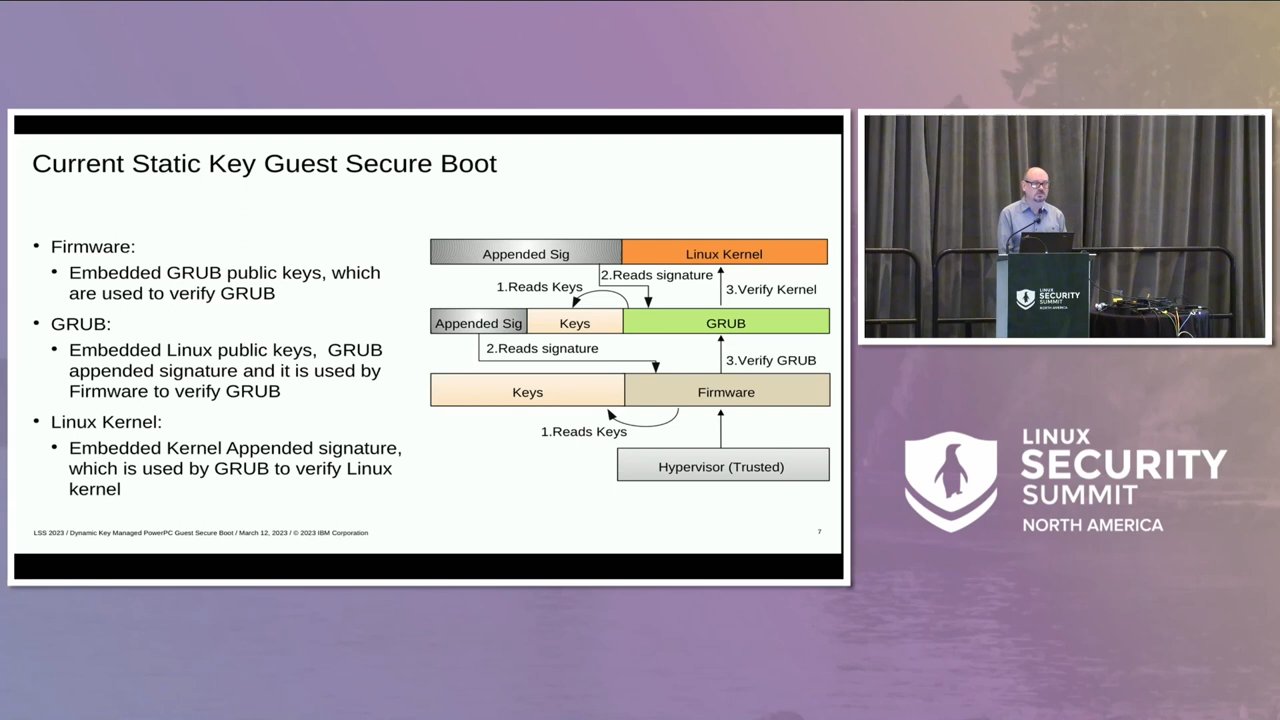 Current Static Key Guest Secure Boot
• Firmware:
• Embedded GRUB public keys, which
are used to verify GRUB
• GRUB:
• Embedded Linux public keys,  GRUB
appended signature and it is used by
Firmware to verify GRUB
• Linux Kernel:
• Embedded Kernel Appended signature,
which is used by GRUB to verify Linux
kernel
Appended Sig
Linux Kernel
2.Reads signature
1.Reads Keys
3.Verify Kernel
Appended Sig
Keys
GRUB
2.Reads signature
3.Verify GRUB
Keys
Firmware
1.Reads Keys
Hypervisor (Trusted)
LSS 2023 / Dynamic Key Managed PowerPC Guest Secure Boot / March 12, 2023 / © 2023 IBM Corporation
7
LINUX
SECURITY
SUMMIT
NORTH AMERICA
LINUX
SECURITY
SUMMIT
NORTH AMERICA